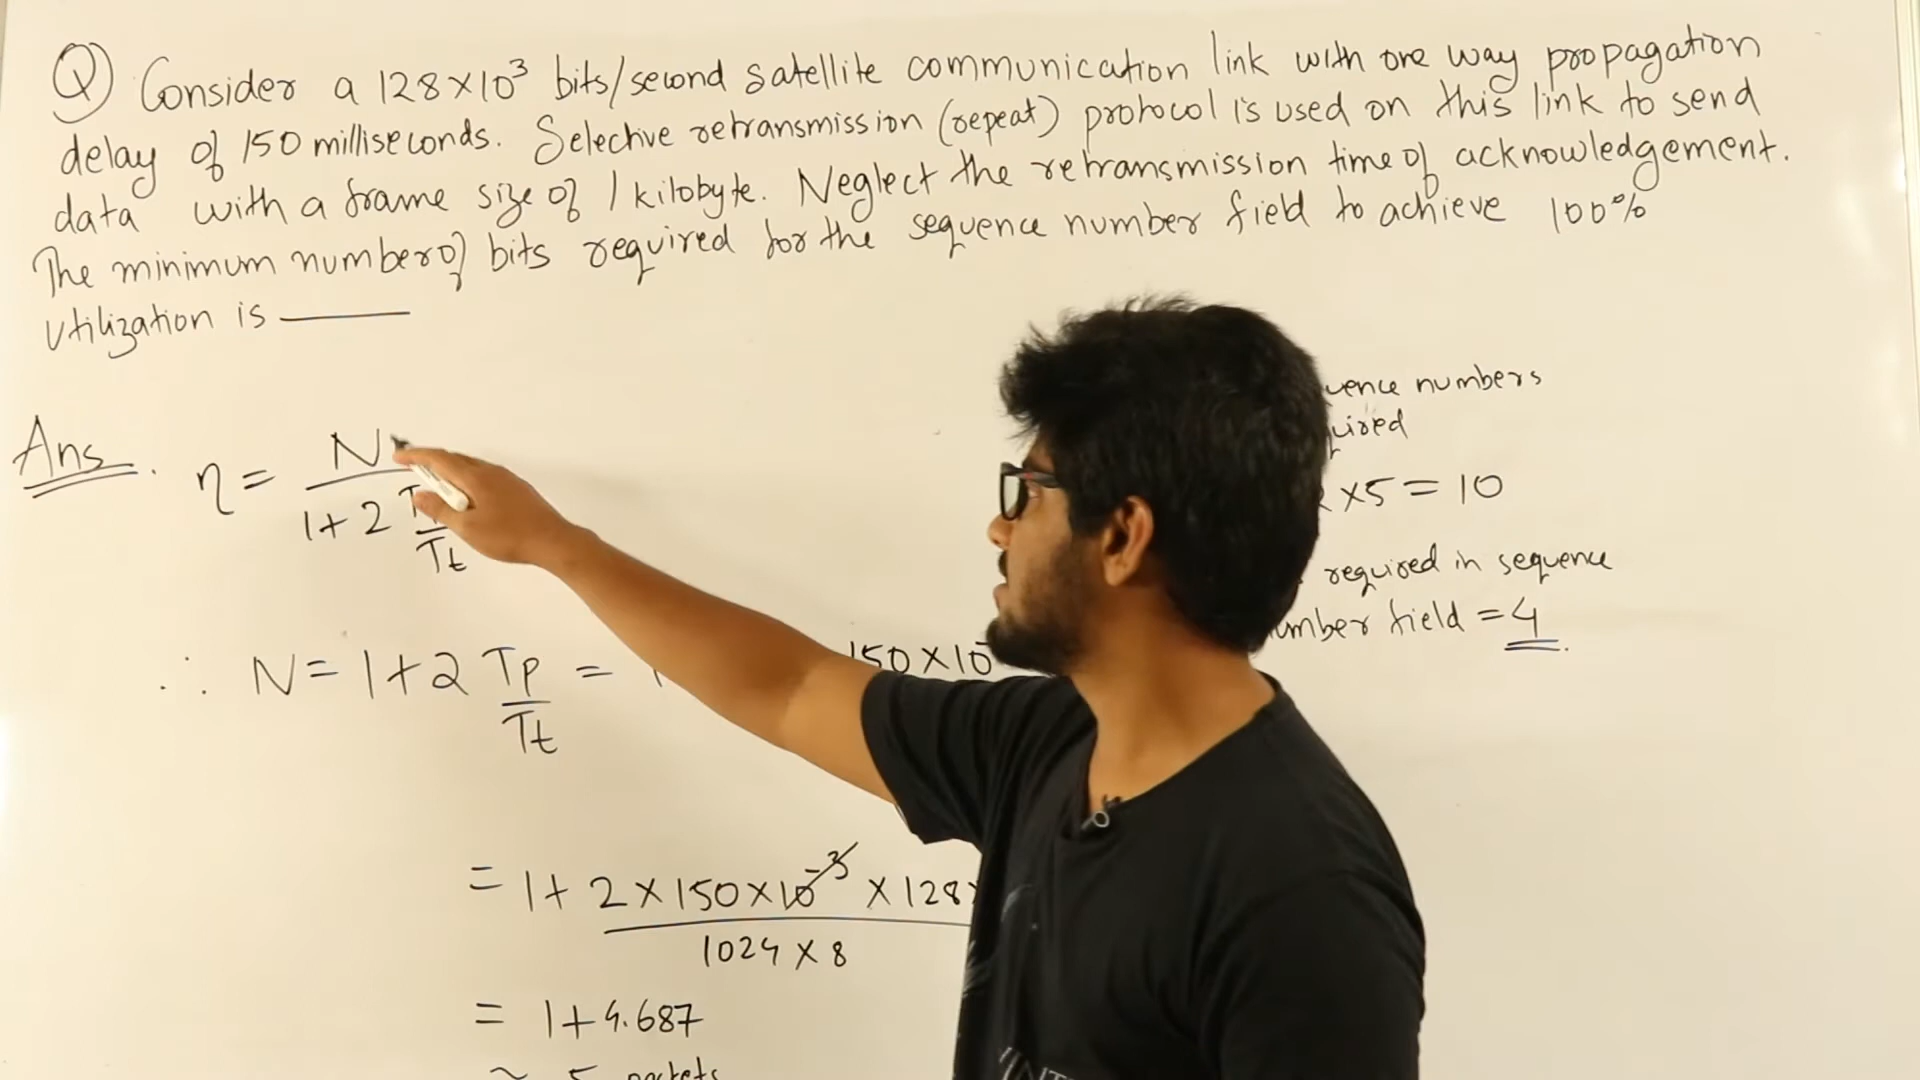 Q) Consider a 128×10³ bits/second satellite communication link with one way propagation
delay of 150 milliseconds. Selective retransmission (repeat) protocol is used on this link to send
data with a frame size of 1 kilobyte. Neglect the retransmission time of acknowledgement.
The minimum number of bits required for the sequence number field to achieve 100%
utilization is ———
Ans. η = N
1 + 2
Tt
∴ N = 1 + 2 Tp/Tt =
150×10
= 1 + 2×150×10⁻³ × 128
1024 × 8
= 1 + 4.687
≈ 5 packets
numbers
×5 = 10
required in sequence
field = 4